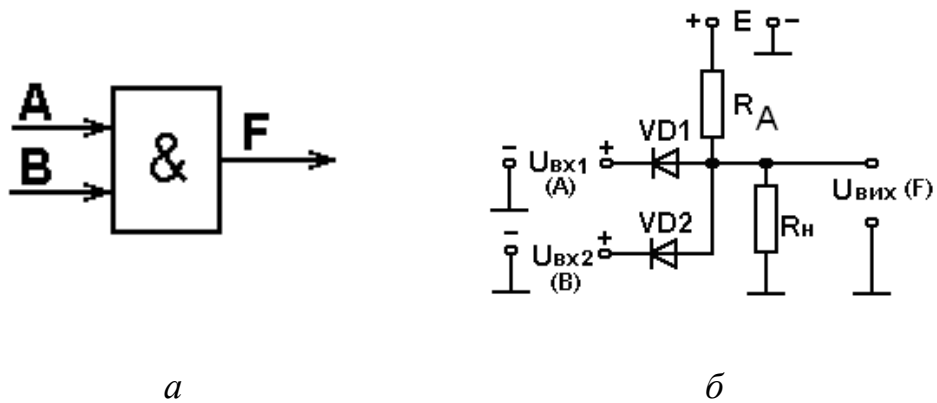 A
B
&
F
+ E -
R A
VD1
- Uвх1 +
(A)
VD2
- Uвх2 +
(B)
Rн
Uвих (F)
а
б